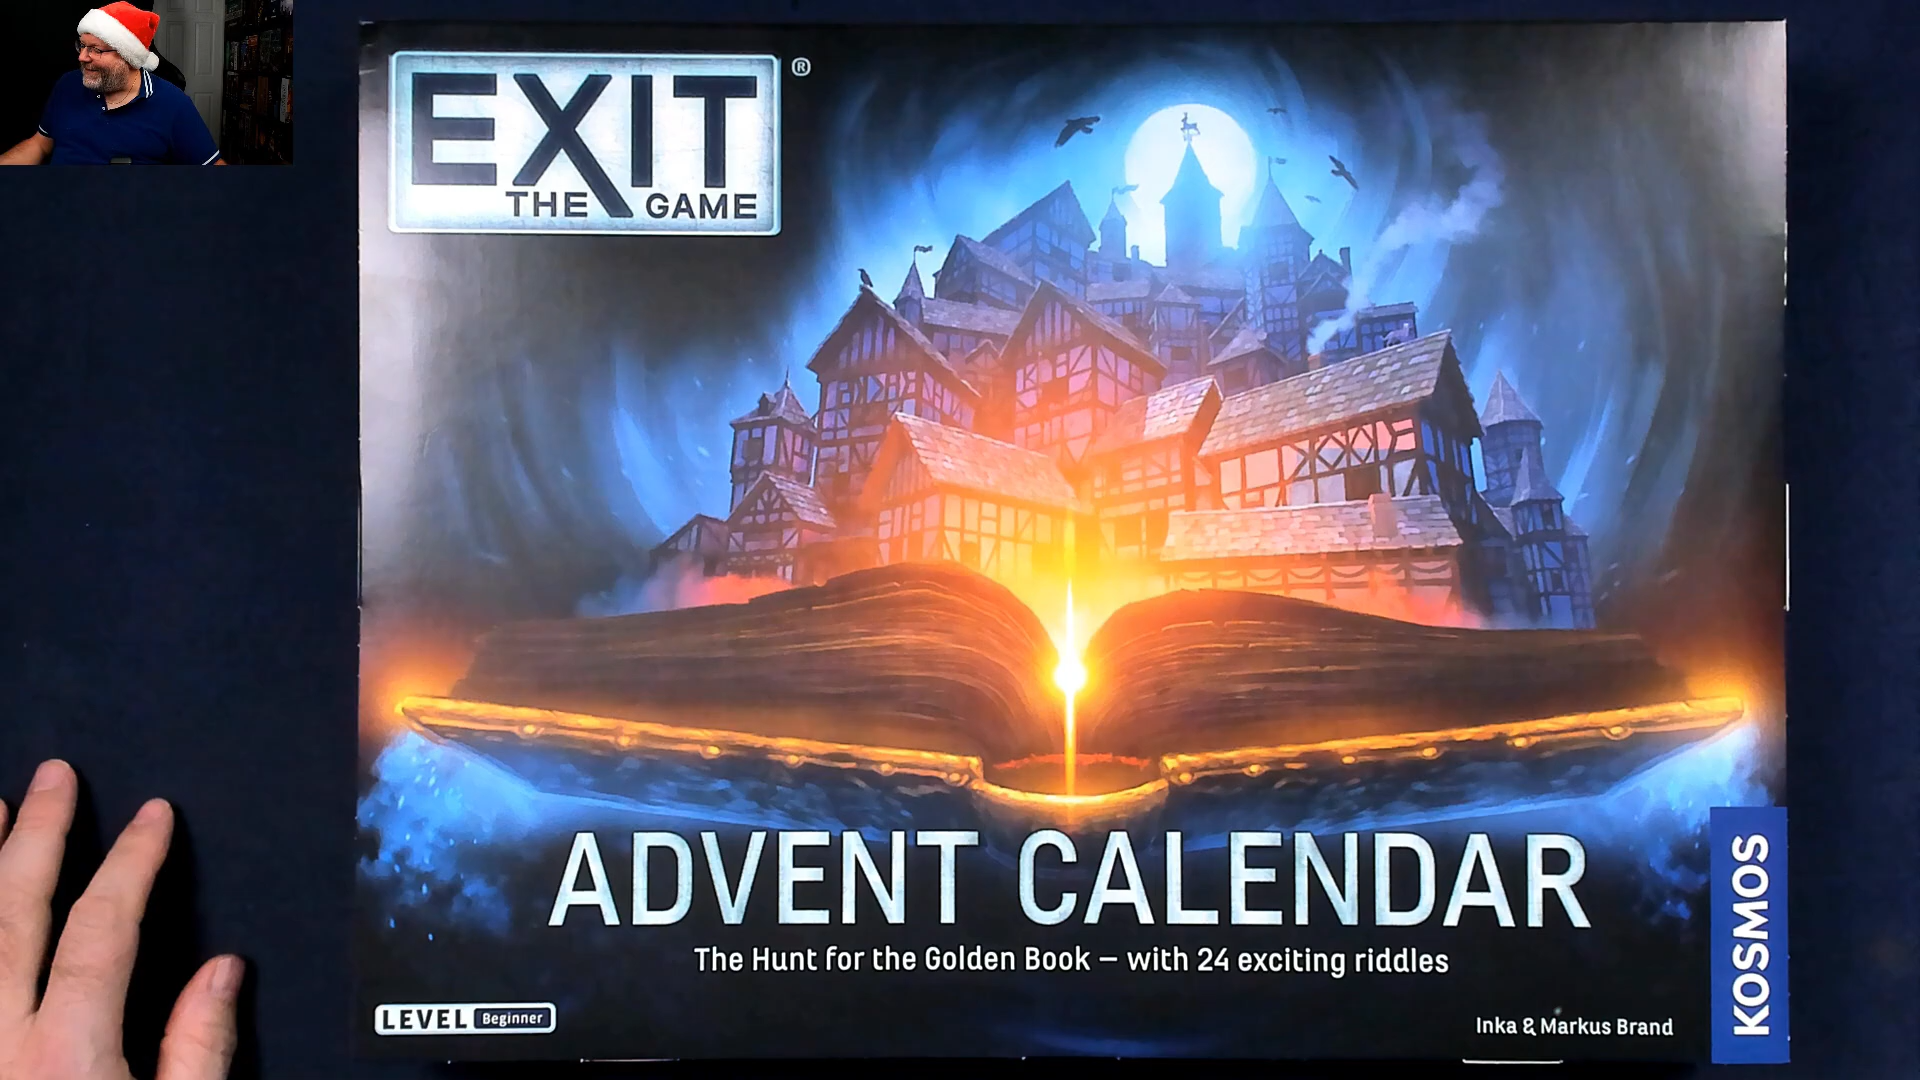 EXIT®
THE GAME
ADVENT CALENDAR
The Hunt for the Golden Book – with 24 exciting riddles
LEVEL Beginner
Inka & Markus Brand
KOSMOS